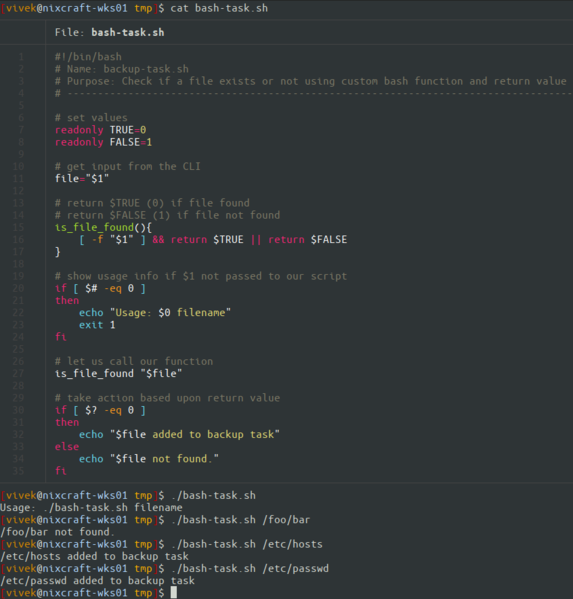 [vivek@nixcraft-wks01 tmp]$ cat bash-task.sh
File: bash-task.sh
1 #!/bin/bash
2 # Name: backup-task.sh
3 # Purpose: Check if a file exists or not using custom bash function and return value
4 # -----------------------------------------------------------------------------------
5
6 # set values
7 readonly TRUE=0
8 readonly FALSE=1
9
10 # get input from the CLI
11 file="$1"
12
13 # return $TRUE (0) if file found
14 # return $FALSE (1) if file not found
15 is_file_found(){
16     [ -f "$1" ] && return $TRUE || return $FALSE
17 }
18
19 # show usage info if $1 not passed to our script
20 if [ $# -eq 0 ]
21 then
22     echo "Usage: $0 filename"
23     exit 1
24 fi
25
26 # let us call our function
27 is_file_found "$file"
28
29 # take action based upon return value
30 if [ $? -eq 0 ]
31 then
32     echo "$file added to backup task"
33 else
34     echo "$file not found."
35 fi
[vivek@nixcraft-wks01 tmp]$ ./bash-task.sh
Usage: ./bash-task.sh filename
[vivek@nixcraft-wks01 tmp]$ ./bash-task.sh /foo/bar
/foo/bar not found.
[vivek@nixcraft-wks01 tmp]$ ./bash-task.sh /etc/hosts
/etc/hosts added to backup task
[vivek@nixcraft-wks01 tmp]$ ./bash-task.sh /etc/passwd
/etc/passwd added to backup task
[vivek@nixcraft-wks01 tmp]$